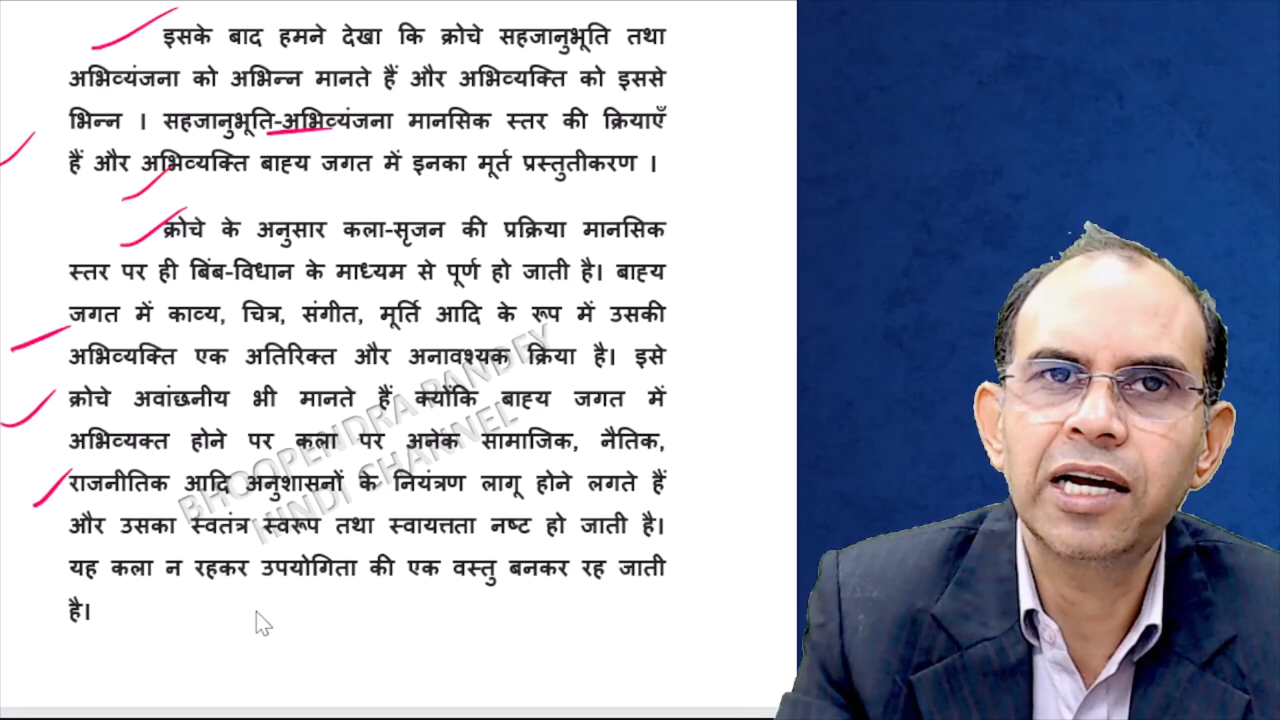 इसके बाद हमने देखा कि क्रोचे सहजानुभूति तथा
अभिव्यंजना को अभिन्न मानते हैं और अभिव्यक्ति को इससे
भिन्न । सहजानुभूति-अभिव्यंजना मानसिक स्तर की क्रियाएँ
हैं और अभिव्यक्ति बाह्य जगत में इनका मूर्त प्रस्तुतीकरण ।
क्रोचे के अनुसार कला-सृजन की प्रक्रिया मानसिक
स्तर पर ही बिंब-विधान के माध्यम से पूर्ण हो जाती है। बाह्य
जगत में काव्य, चित्र, संगीत, मूर्ति आदि के रूप में उसकी
अभिव्यक्ति एक अतिरिक्त और अनावश्यक क्रिया है। इसे
क्रोचे अवांछनीय भी मानते हैं क्योंकि बाह्य जगत में
अभिव्यक्त होने पर कला पर अनेक सामाजिक, नैतिक,
राजनीतिक आदि अनुशासनों के नियंत्रण लागू होने लगते हैं
और उसका स्वतंत्र स्वरूप तथा स्वायत्तता नष्ट हो जाती है।
यह कला न रहकर उपयोगिता की एक वस्तु बनकर रह जाती
है।
BHOOPENDRA PANDEY
HINDI CHANNEL